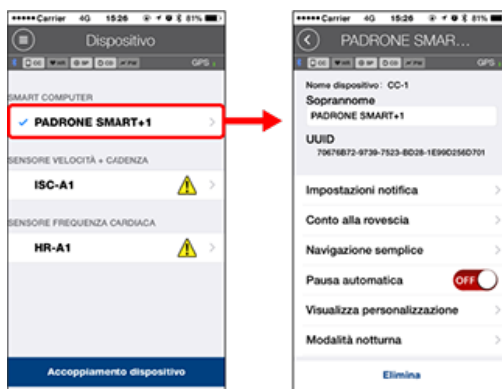 Carrier 4G 15:26 81%
Dispositivo
GPS
SMART COMPUTER
PADRONE SMART+1
SENSORE VELOCITÀ + CADENZA
ISC-A1
SENSORE FREQUENZA CARDIACA
HR-A1
Accoppiamento dispositivo
Carrier 4G 15:26 81%
PADRONE SMAR...
GPS
Nome dispositivo: CC-1
Soprannome
PADRONE SMART+1
UUID
70676B72-9739-7523-BD28-1E99D256D701
Impostazioni notifica
Conto alla rovescia
Navigazione semplice
Pausa automatica OFF
Visualizza personalizzazione
Modalità notturna
Elimina